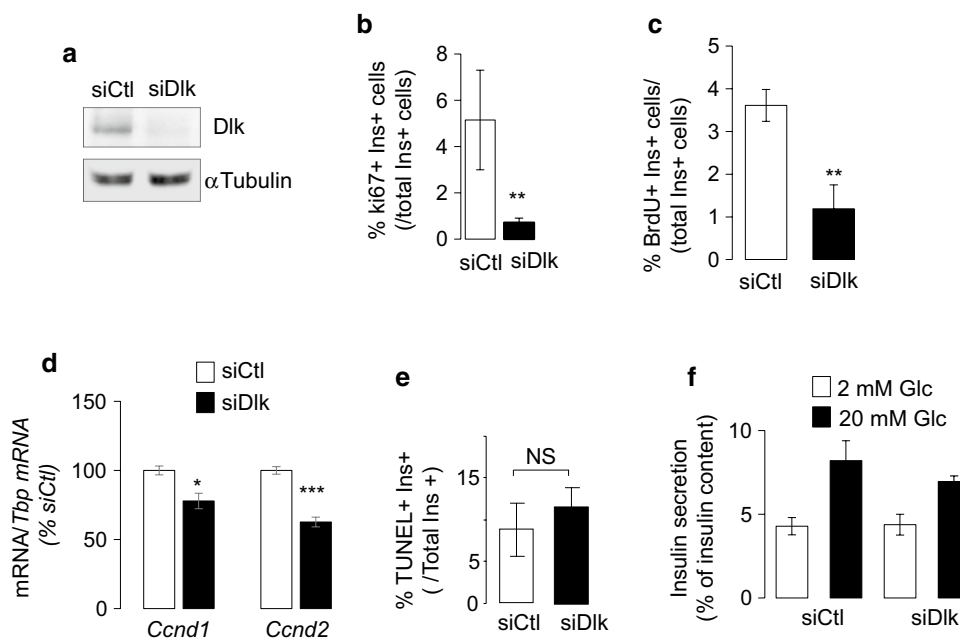 a
siCtl siDlk
Dlk
αTubulin
b
% ki67+ Ins+ cells
(/total Ins+ cells)
8
6
4
2
0
**
siCtl siDlk
c
% BrdU+ Ins+ cells/
(total Ins+ cells)
5
4
3
2
1
0
**
siCtl siDlk
d
siCtl
siDlk
mRNA/Tbp mRNA
(% siCtl)
150
100
50
0
*
***
Ccnd1 Ccnd2
e
% TUNEL+ Ins+
( /Total Ins +)
15
10
5
0
NS
siCtl siDlk
f
2 mM Glc
20 mM Glc
Insulin secretion
(% of insulin content)
10
5
0
siCtl siDlk